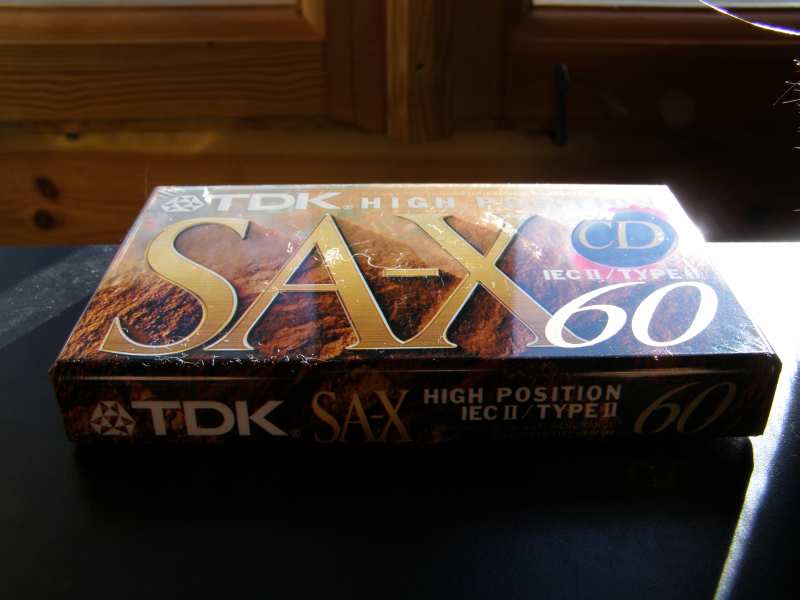 TDK HIGH POSITION
SA-X
CD
IEC II/TYPE II
60
TDK SA-X HIGH POSITION
IEC II/TYPE II
60